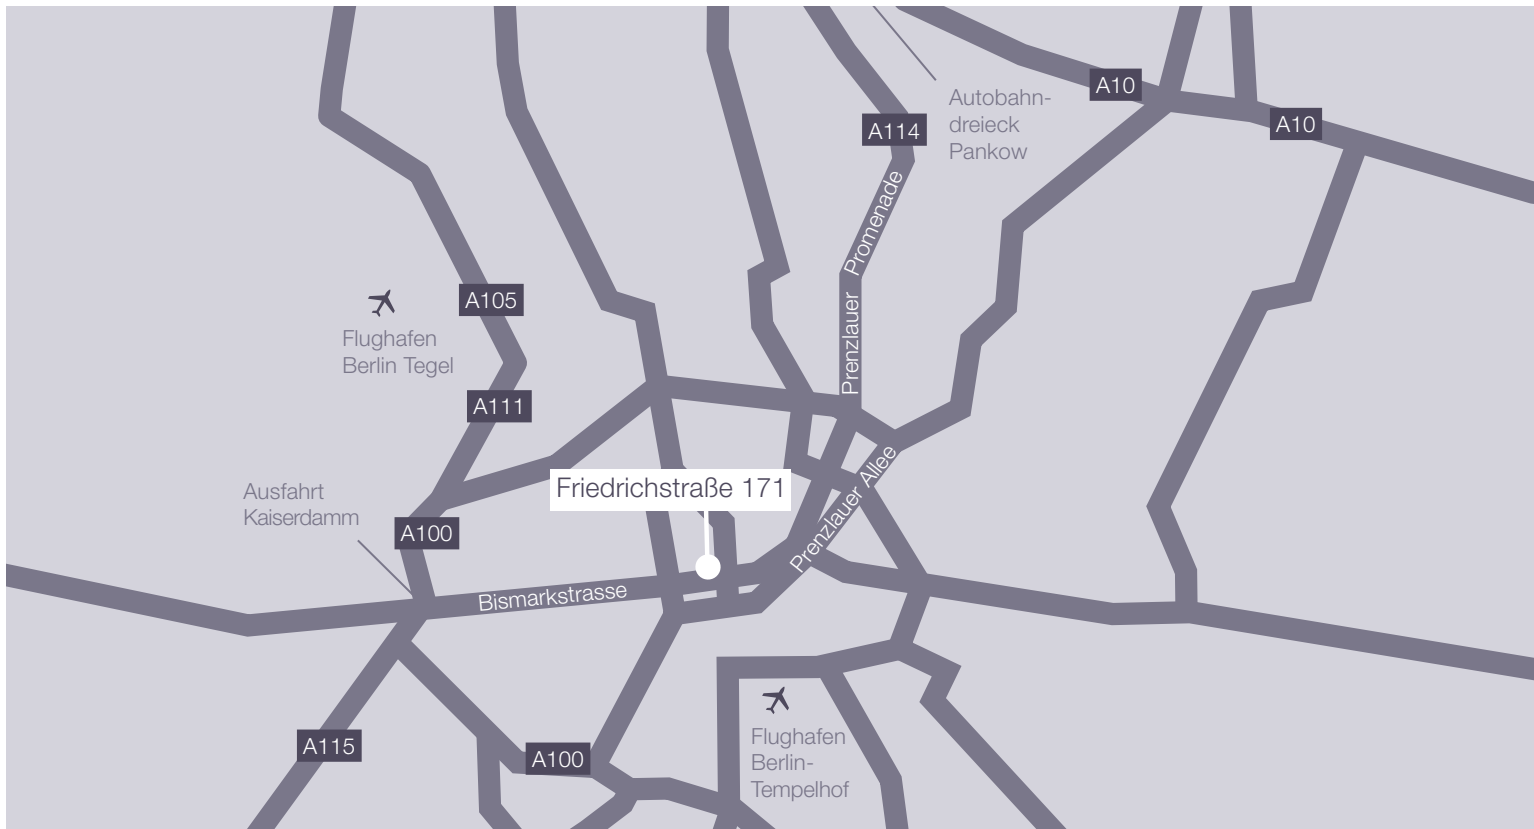 A10
Autobahn-
dreieck
Pankow
A114
A10
Prenzlauer Promenade
A105
Flughafen
Berlin Tegel
A111
Prenzlauer Allee
Friedrichstraße 171
Ausfahrt
Kaiserdamm
A100
Bismarkstrasse
Flughafen
Berlin-
Tempelhof
A115
A100